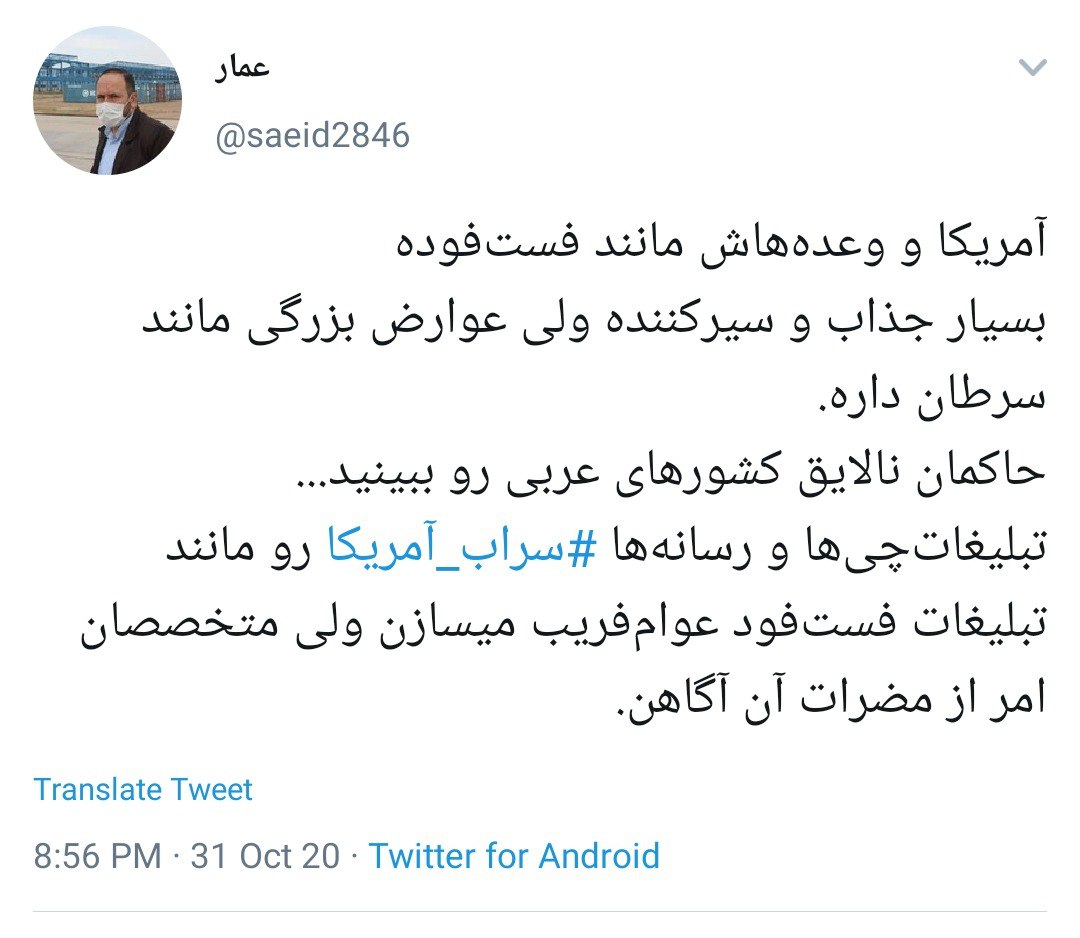 عمار
@saeid2846
آمریکا و وعده‌هاش مانند فست‌فوده
بسیار جذاب و سیرکننده ولی عوارض بزرگی مانند
سرطان داره.
حاکمان نالایق کشورهای عربی رو ببینید...
تبلیغات‌چی‌ها و رسانه‌ها #سراب_آمریکا رو مانند
تبلیغات فست‌فود عوام‌فریب میسازن ولی متخصصان
امر از مضرات آن آگاهن.
Translate Tweet
8:56 PM · 31 Oct 20 · Twitter for Android